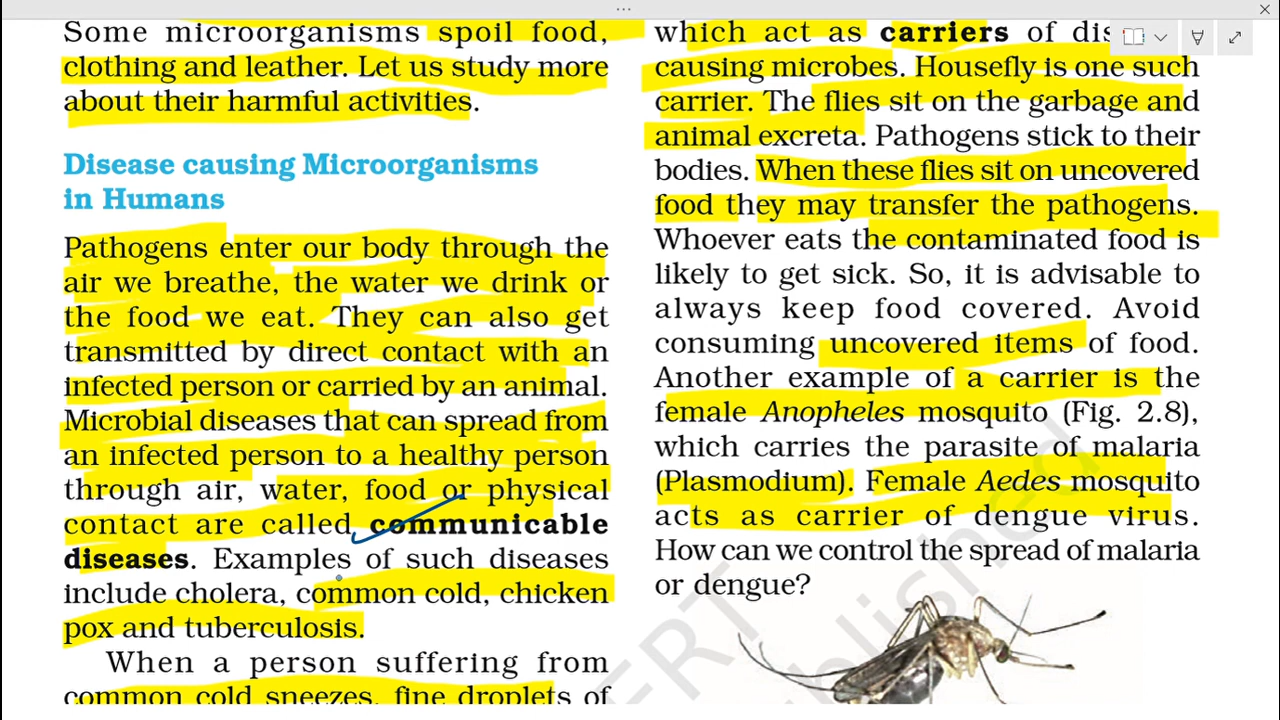 Some microorganisms spoil food,
clothing and leather. Let us study more
about their harmful activities.
Disease causing Microorganisms
in Humans
Pathogens enter our body through the
air we breathe, the water we drink or
the food we eat. They can also get
transmitted by direct contact with an
infected person or carried by an animal.
Microbial diseases that can spread from
an infected person to a healthy person
through air, water, food or physical
contact are called communicable
diseases. Examples of such diseases
include cholera, common cold, chicken
pox and tuberculosis.
When a person suffering from
common cold sneezes, fine droplets of
which act as carriers of dis
causing microbes. Housefly is one such
carrier. The flies sit on the garbage and
animal excreta. Pathogens stick to their
bodies. When these flies sit on uncovered
food they may transfer the pathogens.
Whoever eats the contaminated food is
likely to get sick. So, it is advisable to
always keep food covered. Avoid
consuming uncovered items of food.
Another example of a carrier is the
female Anopheles mosquito (Fig. 2.8),
which carries the parasite of malaria
(Plasmodium). Female Aedes mosquito
acts as carrier of dengue virus.
How can we control the spread of malaria
or dengue?